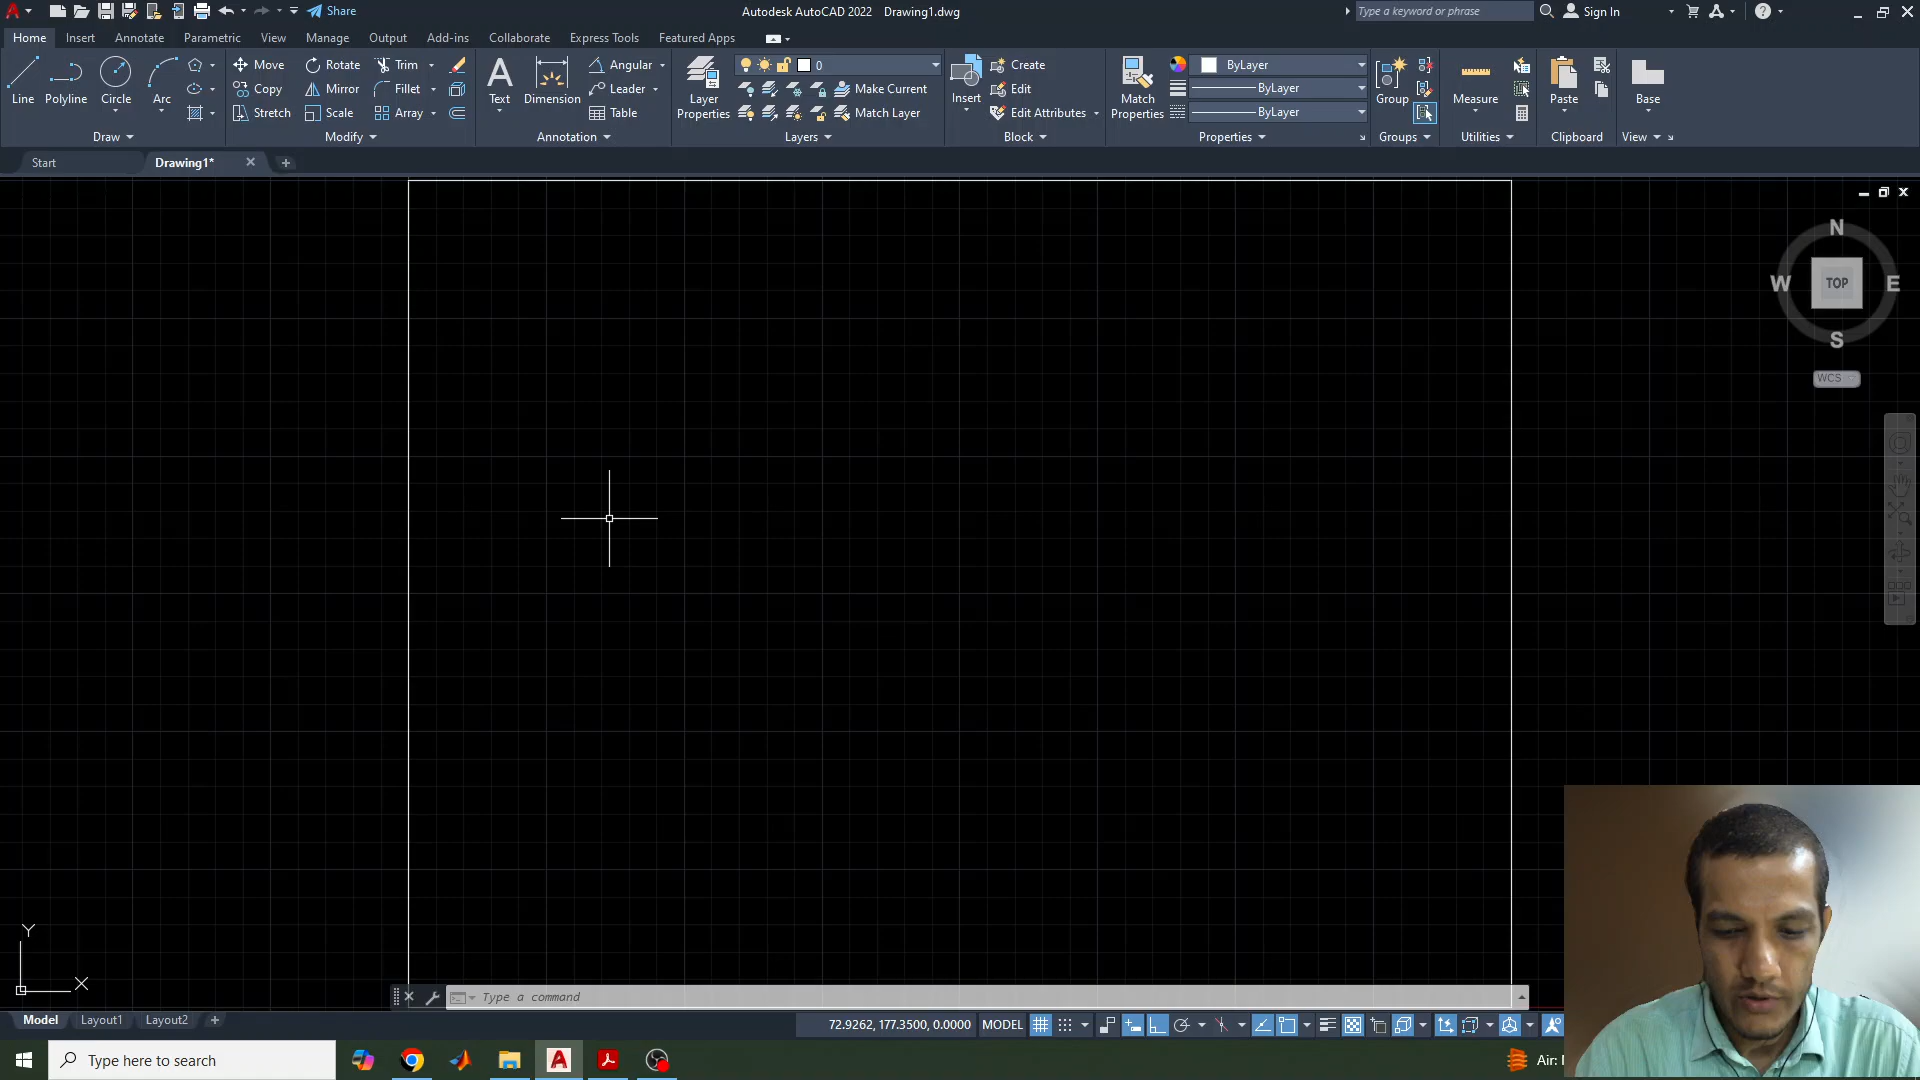 Share
Autodesk AutoCAD 2022 Drawing1.dwg
Type a keyword or phrase
Sign In
Home Insert Annotate Parametric View Manage Output Add-ins Collaborate Express Tools Featured Apps
Line
Polyline
Circle
Arc
Draw
Move
Rotate
Trim
Copy
Mirror
Fillet
Stretch
Scale
Array
Modify
Text
Dimension
Angular
Leader
Table
Annotation
Layer
Properties
0
Make Current
Match Layer
Layers
Insert
Create
Edit
Edit Attributes
Block
Match
Properties
ByLayer
ByLayer
ByLayer
Properties
Group
Groups
Measure
Utilities
Paste
Clipboard
Base
View
Start
Drawing1*
N
W
TOP
E
S
WCS
Y
X
Type a command
Model Layout1 Layout2
72.9262, 177.3500, 0.0000 MODEL
Type here to search
Air: